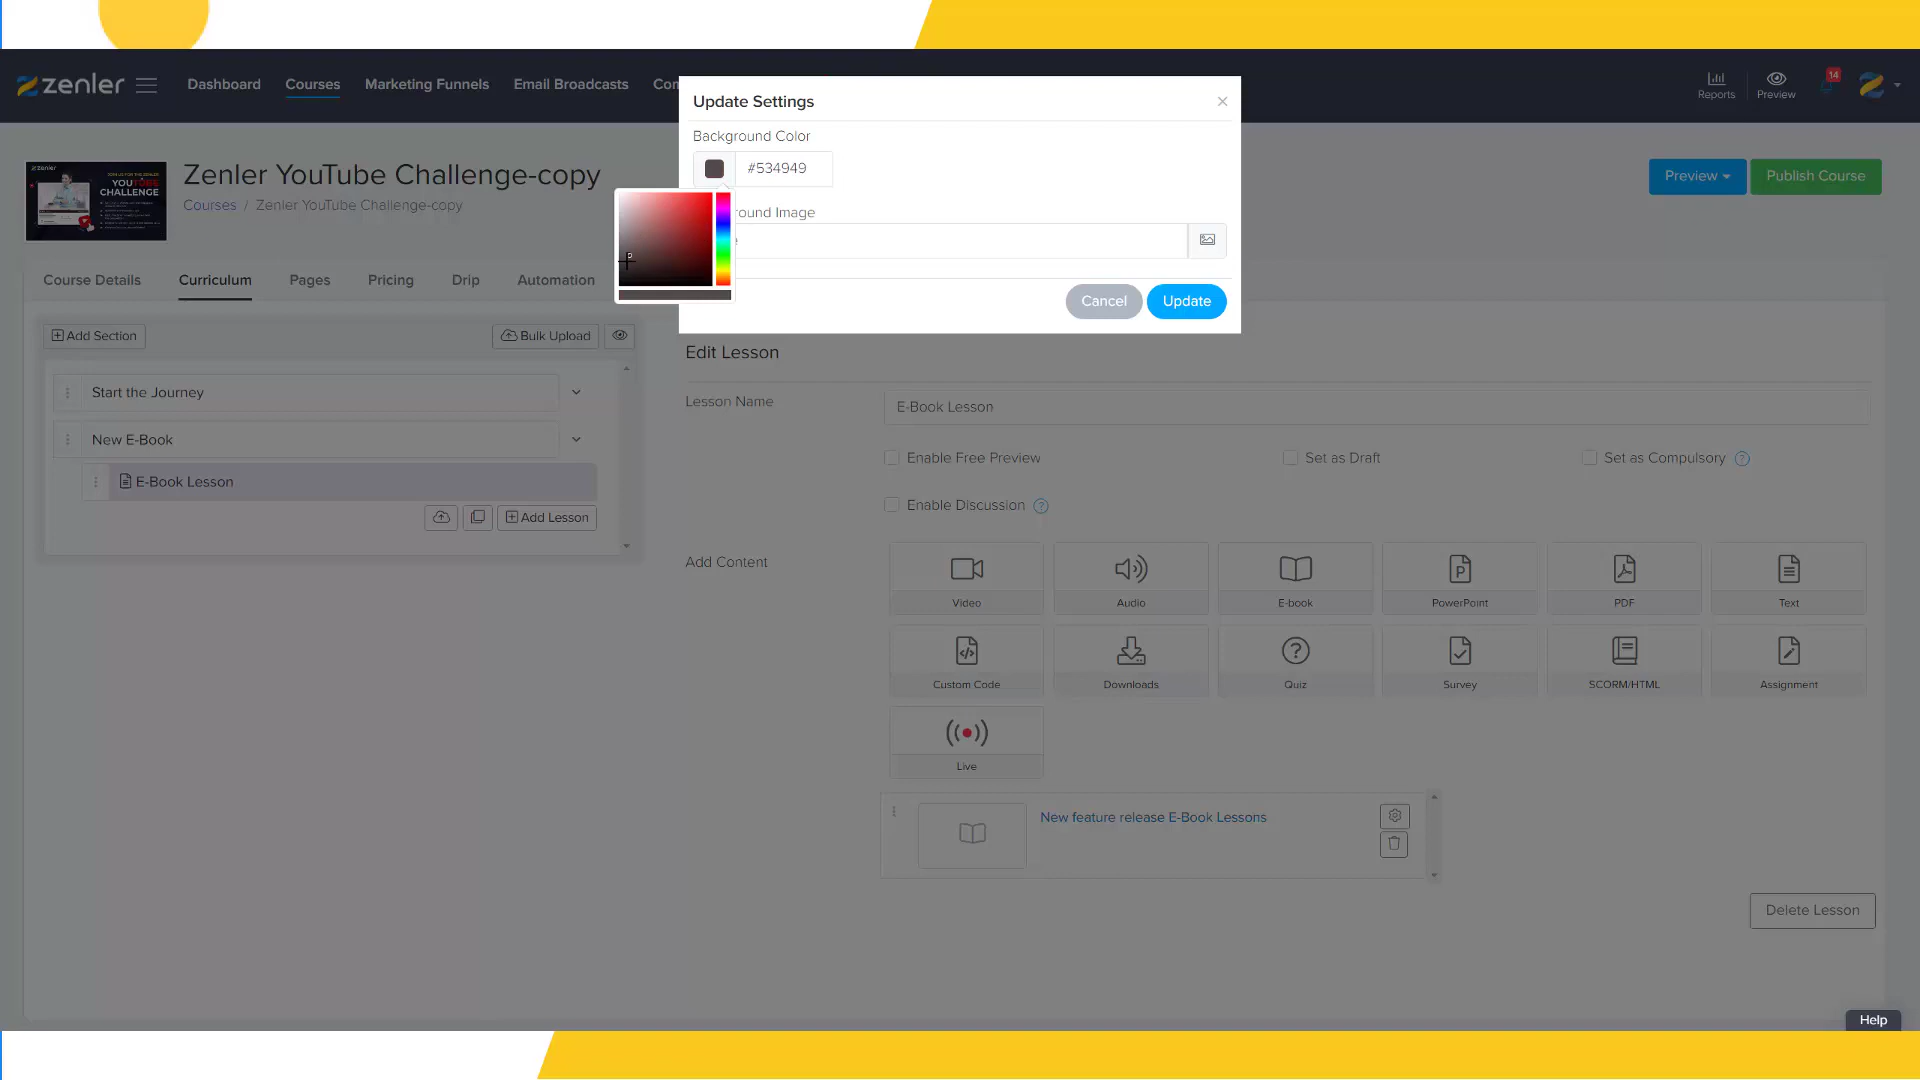 zenler
Dashboard
Courses
Marketing Funnels
Email Broadcasts
Reports
Preview
14
Update Settings
×
Background Color
#534949
round Image
Cancel
Update
YOUTUBE
CHALLENGE
Zenler YouTube Challenge-copy
Courses / Zenler YouTube Challenge-copy
Preview
Publish Course
Course Details
Curriculum
Pages
Pricing
Drip
Automation
Add Section
Bulk Upload
Start the Journey
New E-Book
E-Book Lesson
Add Lesson
Edit Lesson
Lesson Name
E-Book Lesson
Enable Free Preview
Set as Draft
Set as Compulsory ?
Enable Discussion ?
Add Content
Video
Audio
E-book
PowerPoint
PDF
Text
Custom Code
Downloads
Quiz
Survey
SCORM/HTML
Assignment
Live
New feature release E-Book Lessons
Delete Lesson
Help